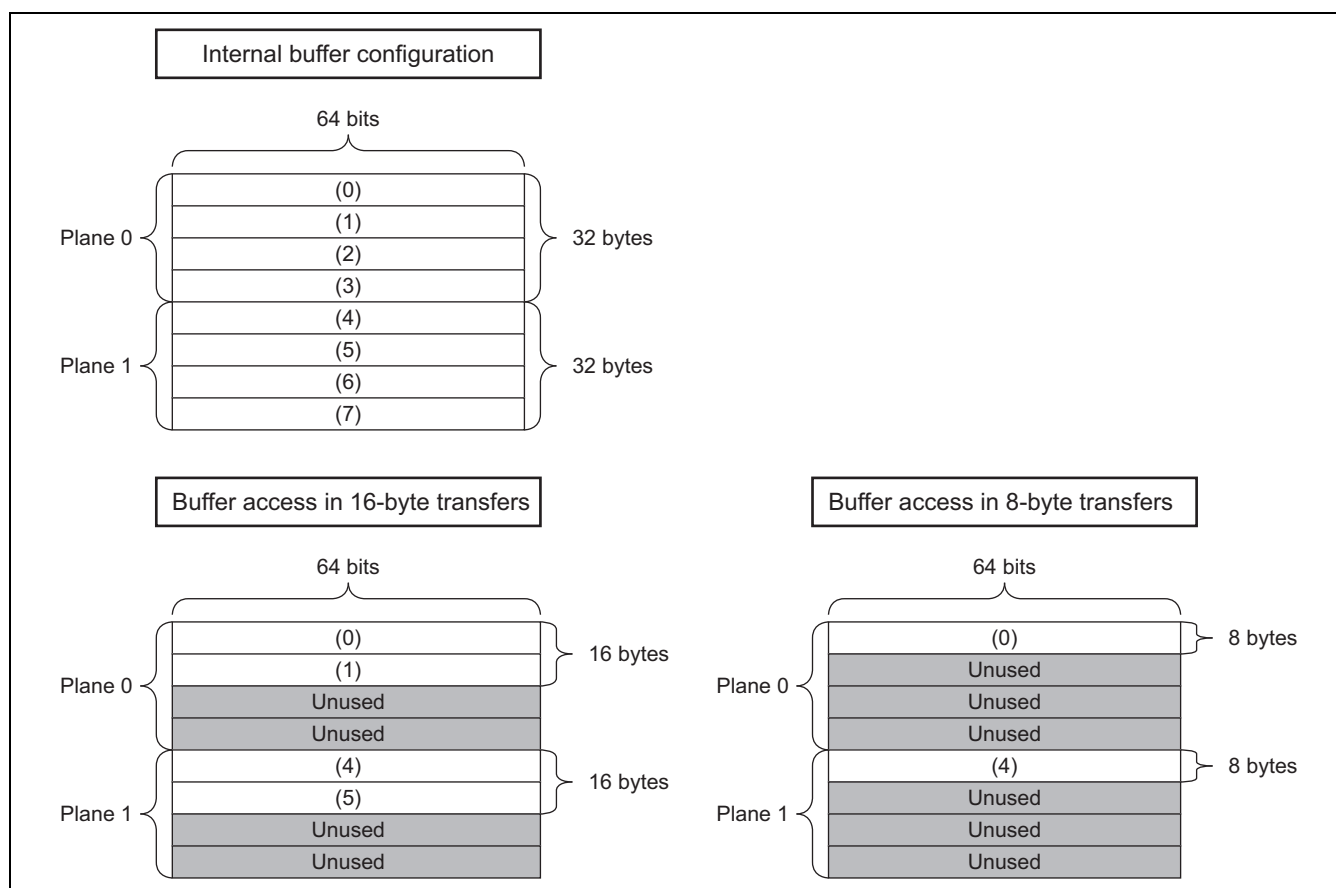 Internal buffer configuration
64 bits
(0)
(1)
Plane 0
32 bytes
(2)
(3)
(4)
(5)
Plane 1
32 bytes
(6)
(7)
Buffer access in 16-byte transfers
64 bits
(0)
16 bytes
(1)
Plane 0
Unused
Unused
(4)
16 bytes
(5)
Plane 1
Unused
Unused
Buffer access in 8-byte transfers
64 bits
(0)
8 bytes
Unused
Plane 0
Unused
Unused
(4)
8 bytes
Unused
Plane 1
Unused
Unused